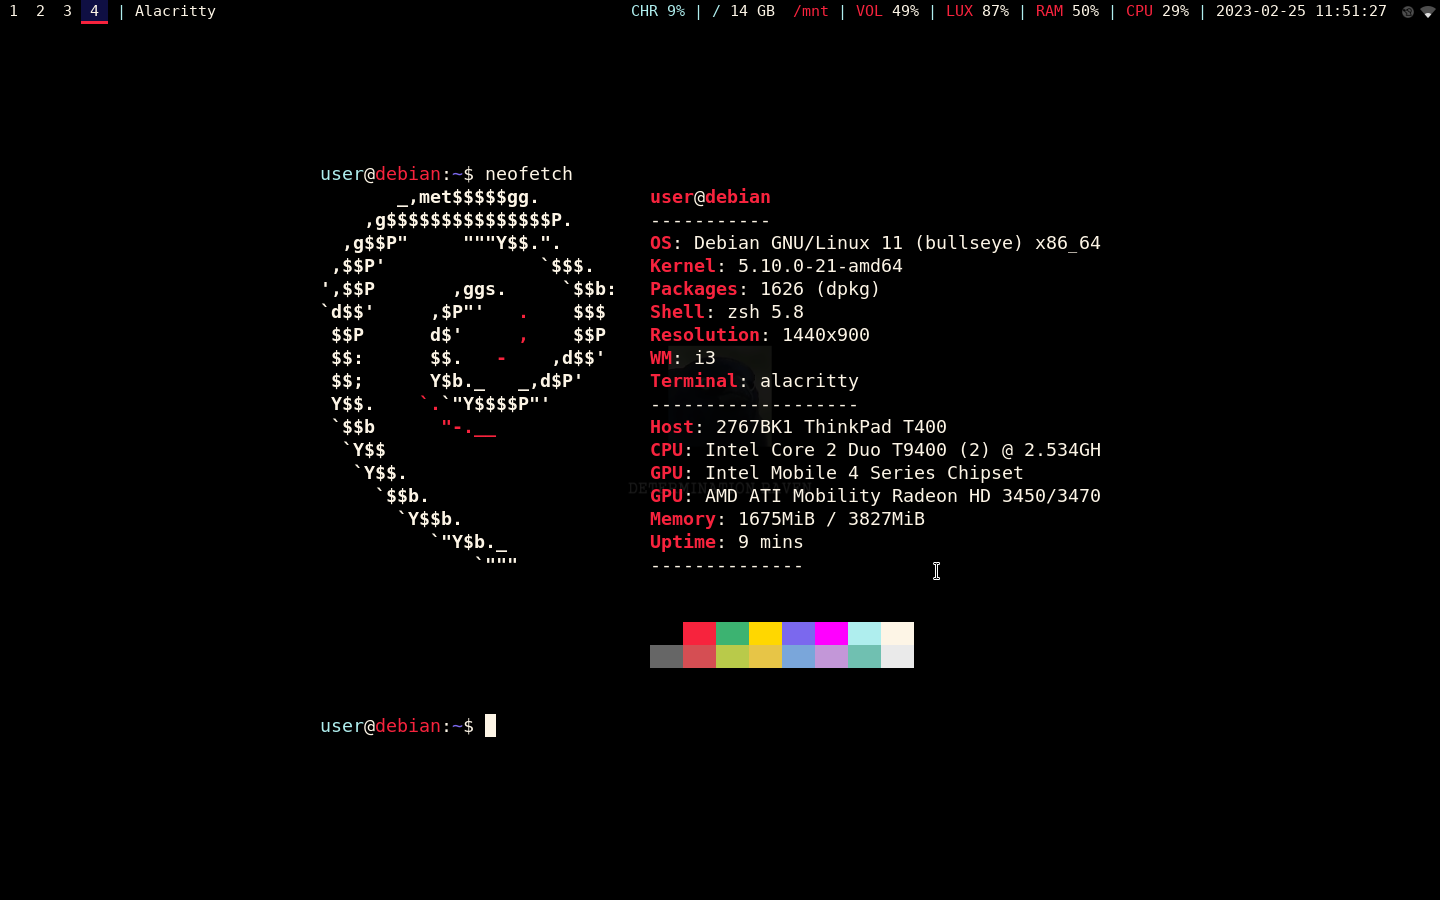 1 2 3 4 | Alacritty CHR 9% | / 14 GB /mnt | VOL 49% | LUX 87% | RAM 50% | CPU 29% | 2023-02-25 11:51:27
user@debian:~$ neofetch
_,met$$$$$gg.
,g$$$$$$$$$$$$$$$P.
,g$$P"     """Y$$.".
,$$P'              `$$$.
',$$P       ,ggs.     `$$b:
`d$$'     ,$P"'   .    $$$
$$P      d$'     ,    $$P
$$:      $$.   -    ,d$$'
$$;      Y$b._   _,d$P'
Y$$.    `.`"Y$$$$P"'
`$$b      "-.__
`Y$$
`Y$$.
`$$b.
`Y$$b.
`"Y$b._
`"""
user@debian
-----------
OS: Debian GNU/Linux 11 (bullseye) x86_64
Kernel: 5.10.0-21-amd64
Packages: 1626 (dpkg)
Shell: zsh 5.8
Resolution: 1440x900
WM: i3
Terminal: alacritty
-------------------
Host: 2767BK1 ThinkPad T400
CPU: Intel Core 2 Duo T9400 (2) @ 2.534GH
GPU: Intel Mobile 4 Series Chipset
GPU: AMD ATI Mobility Radeon HD 3450/3470
Memory: 1675MiB / 3827MiB
Uptime: 9 mins
--------------
user@debian:~$